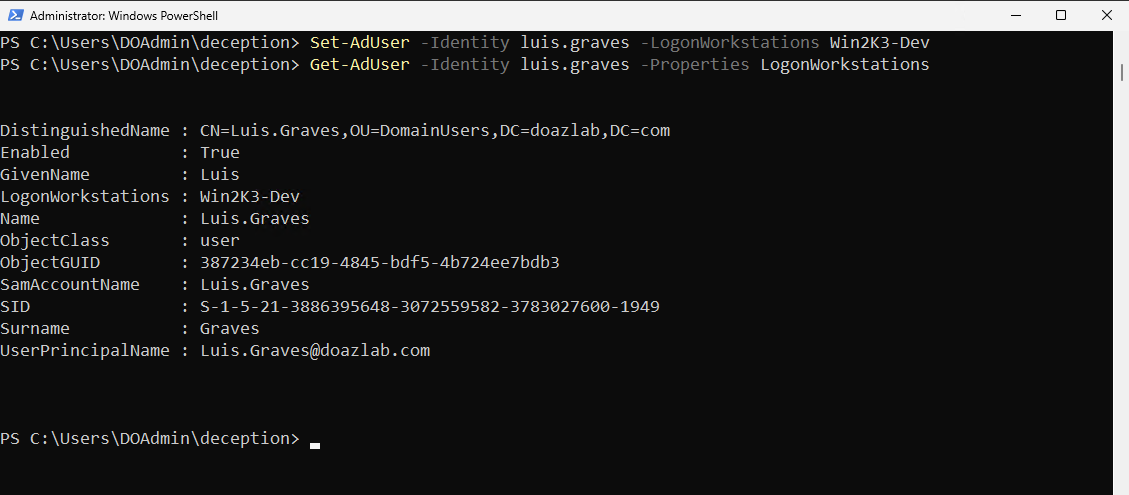 Administrator: Windows PowerShell
PS C:\Users\DOAdmin\deception> Set-AdUser -Identity luis.graves -LogonWorkstations Win2K3-Dev
PS C:\Users\DOAdmin\deception> Get-AdUser -Identity luis.graves -Properties LogonWorkstations
DistinguishedName : CN=Luis.Graves,OU=DomainUsers,DC=doazlab,DC=com
Enabled           : True
GivenName         : Luis
LogonWorkstations : Win2K3-Dev
Name              : Luis.Graves
ObjectClass       : user
ObjectGUID        : 387234eb-cc19-4845-bdf5-4b724ee7bdb3
SamAccountName    : Luis.Graves
SID               : S-1-5-21-3886395648-3072559582-3783027600-1949
Surname           : Graves
UserPrincipalName : Luis.Graves@doazlab.com
PS C:\Users\DOAdmin\deception>